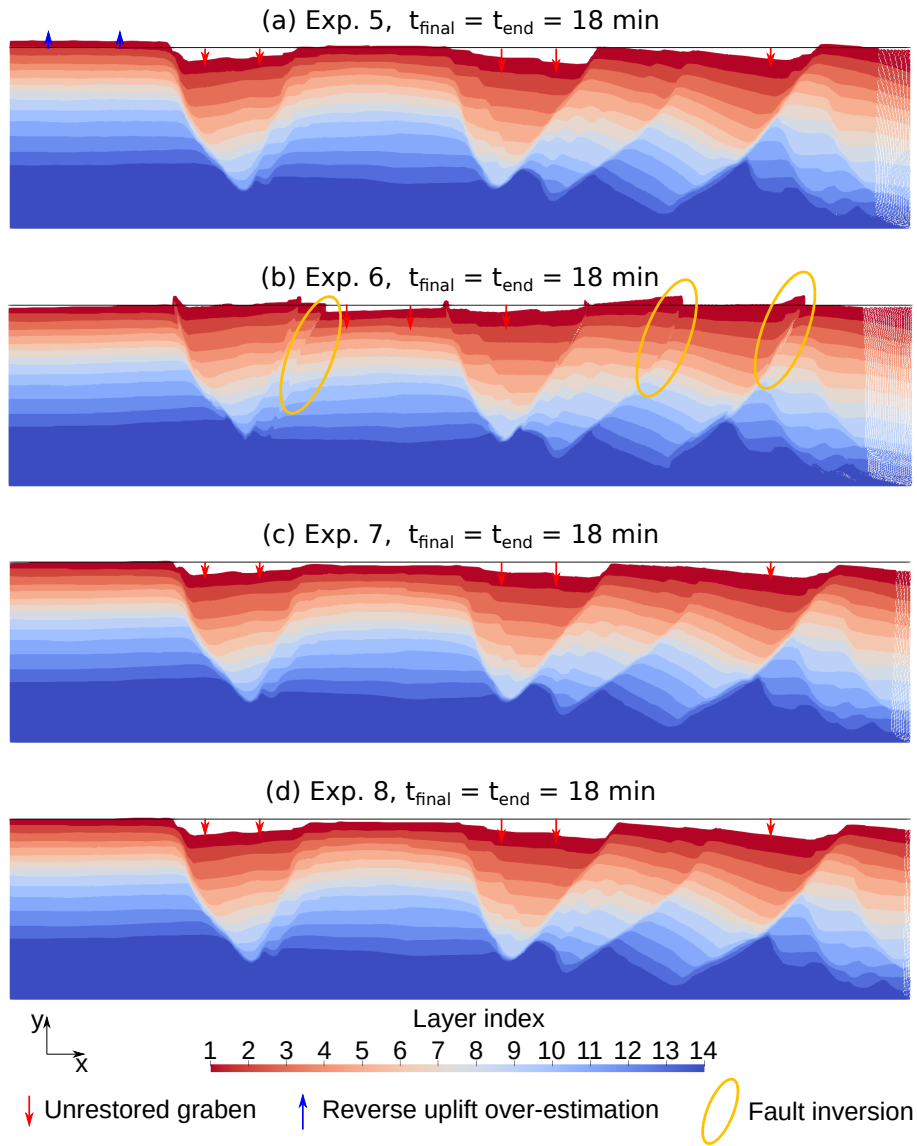 (a) Exp. 5, t_final = t_end = 18 min
(b) Exp. 6, t_final = t_end = 18 min
(c) Exp. 7, t_final = t_end = 18 min
(d) Exp. 8, t_final = t_end = 18 min
y
x
Layer index
1 2 3 4 5 6 7 8 9 10 11 12 13 14
Unrestored graben
Reverse uplift over-estimation
Fault inversion